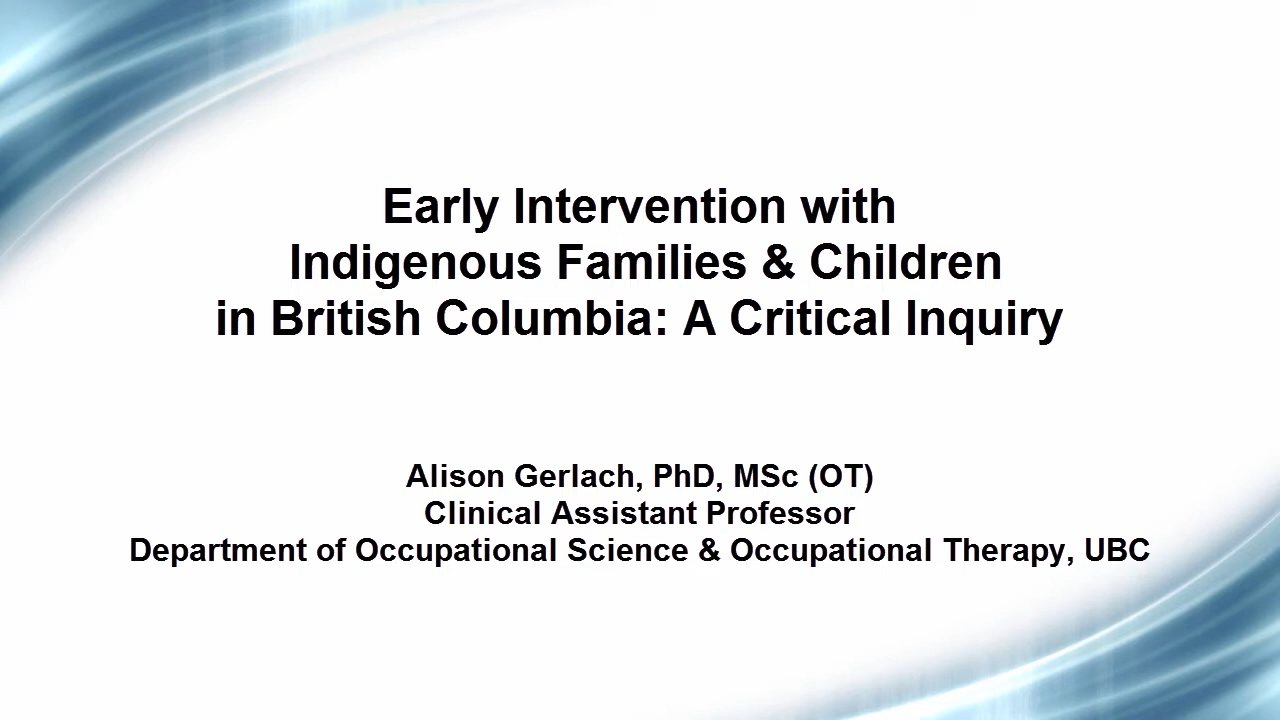 Early Intervention with
Indigenous Families & Children
in British Columbia: A Critical Inquiry
Alison Gerlach, PhD, MSc (OT)
Clinical Assistant Professor
Department of Occupational Science & Occupational Therapy, UBC